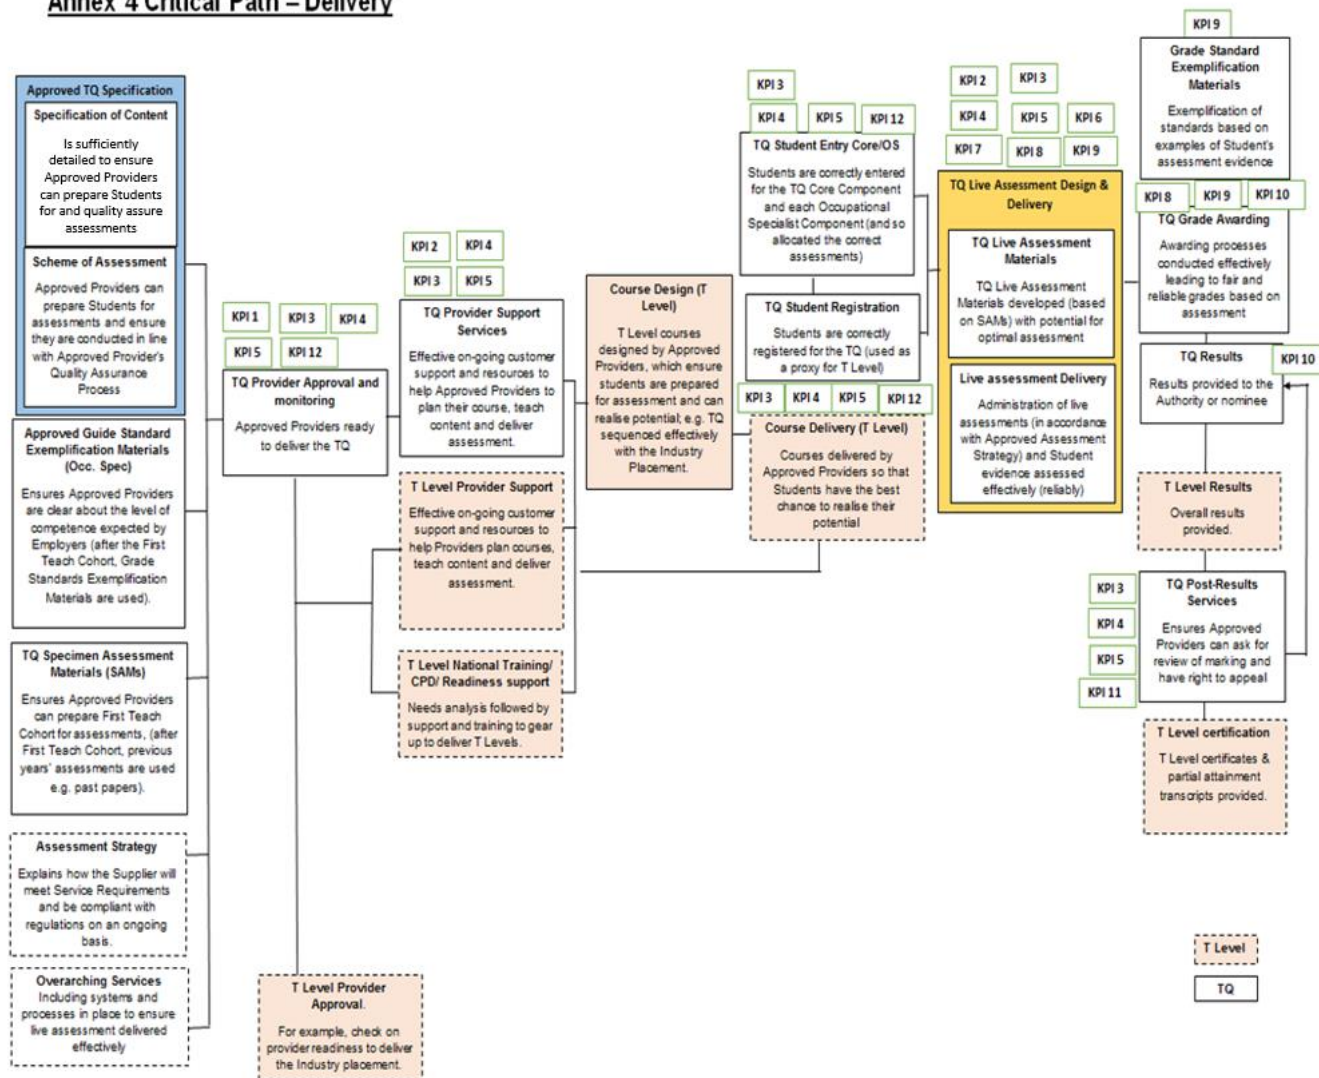 Annex 4 Critical Path – Delivery
Approved TQ Specification
Specification of Content
Is sufficiently
detailed to ensure
Approved Providers
can prepare Students
for and quality assure
assessments
Scheme of Assessment
Approved Providers can
prepare Students for
assessments and ensure
they are conducted in line
with Approved Provider's
Quality Assurance
Process
Approved Guide Standard
Exemplification Materials
(Occ. Spec)
Ensures Approved Providers
are clear about the level of
competence expected by
Employers (after the First
Teach Cohort, Grade
Standards Exemplification
Materials are used).
TQ Specimen Assessment
Materials (SAMs)
Ensures Approved Providers
can prepare First Teach
Cohort for assessments, (after
First Teach Cohort, previous
years' assessments are used
e.g. past papers).
Assessment Strategy
Explains how the Supplier will
meet Service Requirements
and be compliant with
regulations on an ongoing
basis.
Overarching Services
Including systems and
processes in place to ensure
live assessment delivered
effectively
KPI 1
KPI 3
KPI 4
KPI 5
KPI 12
TQ Provider Approval and
monitoring
Approved Providers ready
to deliver the TQ
T Level Provider
Approval.
For example, check on
provider readiness to deliver
the Industry placement.
KPI 2
KPI 4
KPI 3
KPI 5
TQ Provider Support
Services
Effective on-going customer
support and resources to
help Approved Providers to
plan their course, teach
content and deliver
assessment.
T Level Provider Support
Effective on-going customer
support and resources to
help Providers plan courses,
teach content and deliver
assessment.
T Level National Training/
CPD/ Readiness support
Needs analysis followed by
support and training to gear
up to deliver T Levels.
Course Design (T
Level)
T Level courses
designed by Approved
Providers, which ensure
students are prepared
for assessment and can
realise potential; e.g. TQ
sequenced effectively
with the Industry
Placement.
KPI 3
KPI 4
KPI 5
KPI 12
TQ Student Entry Core/OS
Students are correctly entered
for the TQ Core Component
and each Occupational
Specialist Component (and so
allocated the correct
assessments)
TQ Student Registration
Students are correctly
registered for the TQ (used as
a proxy for T Level)
KPI 3
KPI 4
KPI 5
KPI 12
Course Delivery (T Level)
Courses delivered by
Approved Providers so that
Students have the best
chance to realise their
potential
KPI 2
KPI 3
KPI 4
KPI 5
KPI 6
KPI 7
KPI 8
KPI 9
TQ Live Assessment Design &
Delivery
TQ Live Assessment
Materials
TQ Live Assessment
Materials developed (based
on SAMs) with potential for
optimal assessment
Live assessment Delivery
Administration of live
assessments (in accordance
with Approved Assessment
Strategy) and Student
evidence assessed
effectively (reliably)
KPI 9
Grade Standard
Exemplification
Materials
Exemplification of
standards based on
examples of Student's
assessment evidence
KPI 8
KPI 9
KPI 10
TQ Grade Awarding
Awarding processes
conducted effectively
leading to fair and
reliable grades based on
assessment
TQ Results
KPI 10
Results provided to the
Authority or nominee
T Level Results
Overall results
provided.
KPI 3
KPI 4
KPI 5
KPI 11
TQ Post-Results
Services
Ensures Approved
Providers can ask for
review of marking and
have right to appeal
T Level certification
T Level certificates &
partial attainment
transcripts provided.
T Level
TQ